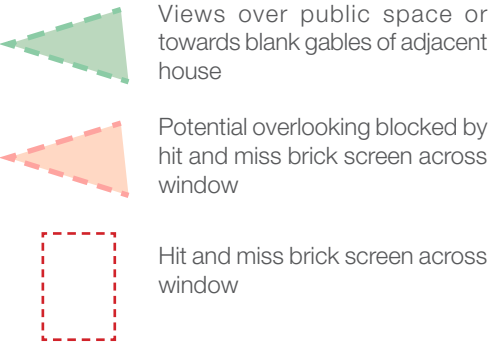 Views over public space or
towards blank gables of adjacent
house
Potential overlooking blocked by
hit and miss brick screen across
window
Hit and miss brick screen across
window